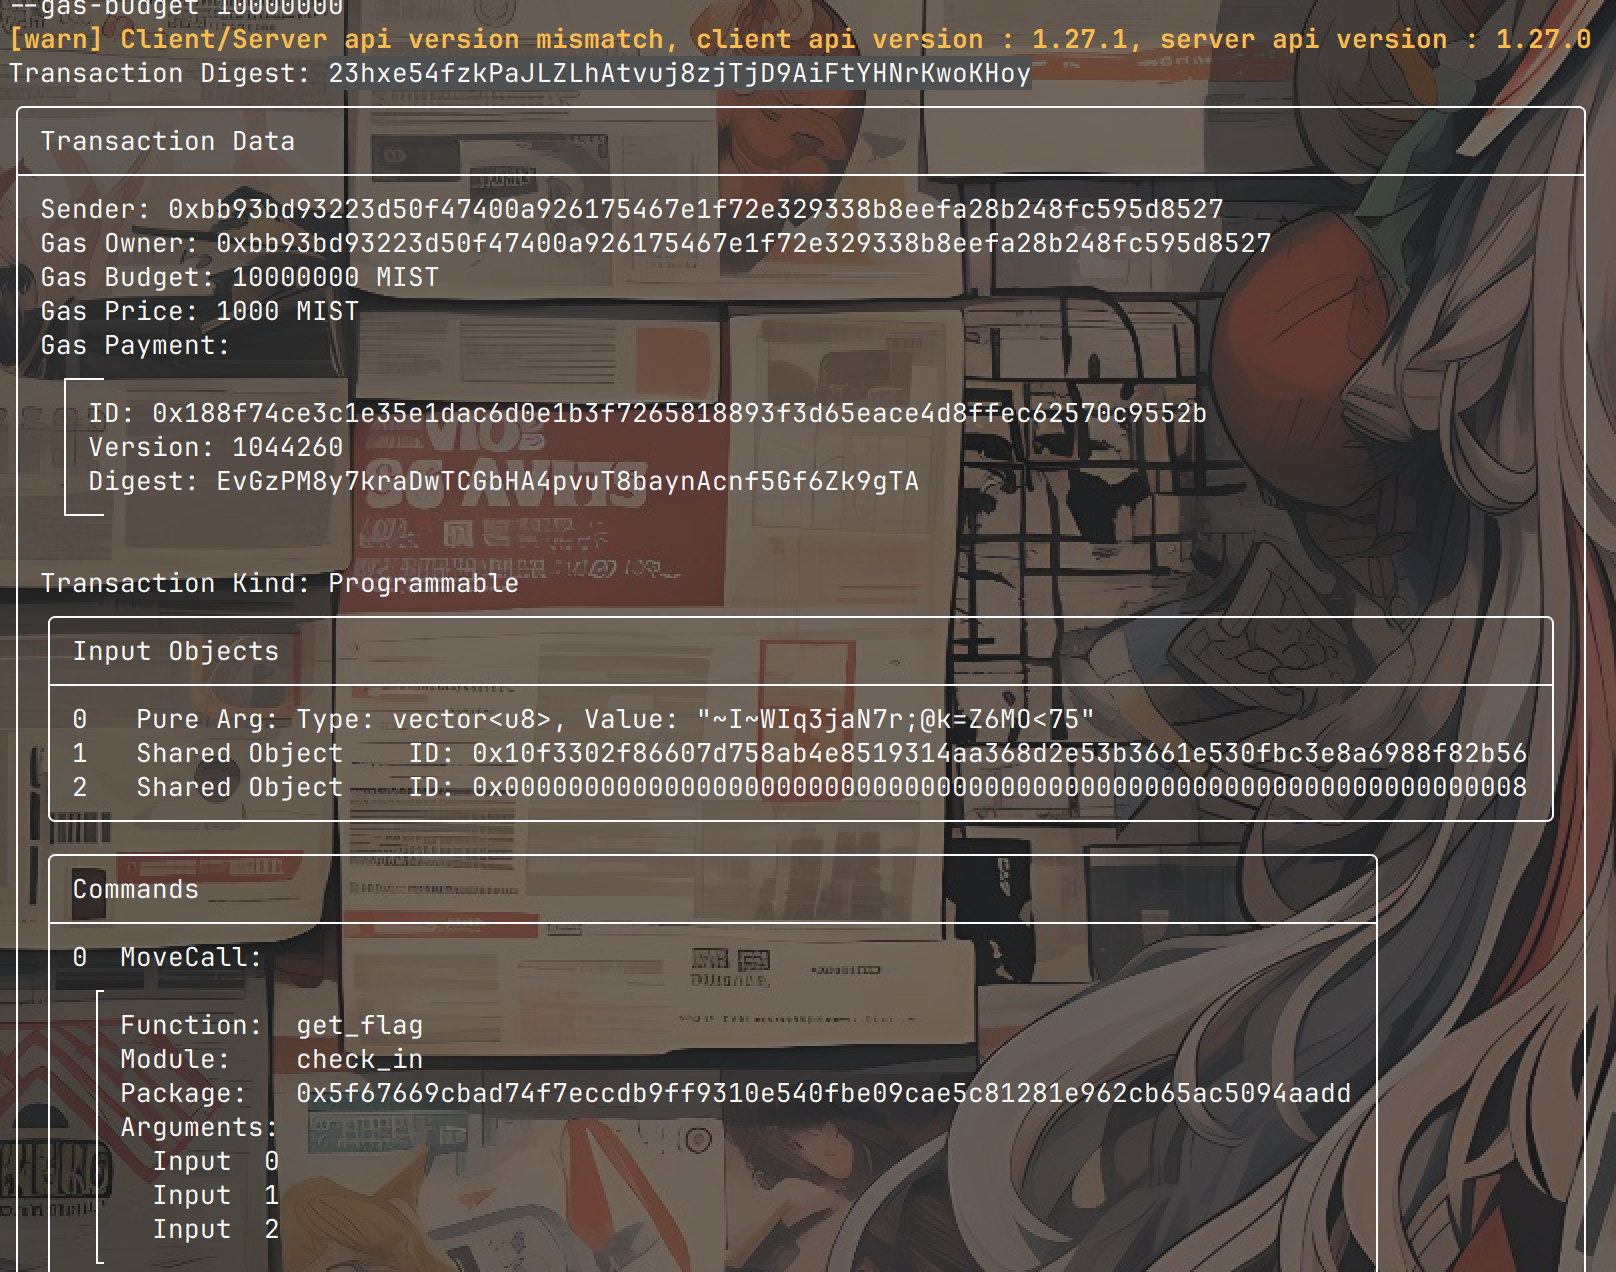 --gas-budget 10000000
[warn] Client/Server api version mismatch, client api version : 1.27.1, server api version : 1.27.0
Transaction Digest: 23hxe54fzkPaJLZLhAtvuj8zjTjD9AiFtYHNrKwoKHoy
Transaction Data
Sender: 0xbb93bd93223d50f47400a926175467e1f72e329338b8eefa28b248fc595d8527
Gas Owner: 0xbb93bd93223d50f47400a926175467e1f72e329338b8eefa28b248fc595d8527
Gas Budget: 10000000 MIST
Gas Price: 1000 MIST
Gas Payment:
ID: 0x188f74ce3c1e35e1dac6d0e1b3f7265818893f3d65eace4d8ffec62570c9552b
Version: 1044260
Digest: EvGzPM8y7kraDwTCGbHA4pvuT8baynAcnf5Gf6Zk9gTA
Transaction Kind: Programmable
Input Objects
0 Pure Arg: Type: vector<u8>, Value: "~I~WIq3jaN7r;@k=Z6MO<75"
1 Shared Object ID: 0x10f3302f86607d758ab4e8519314aa368d2e53b3661e530fbc3e8a6988f82b56
2 Shared Object ID: 0x0000000000000000000000000000000000000000000000000000000000000008
Commands
0 MoveCall:
Function: get_flag
Module: check_in
Package: 0x5f67669cbad74f7eccdb9ff9310e540fbe09cae5c81281e962cb65ac5094aadd
Arguments:
Input 0
Input 1
Input 2